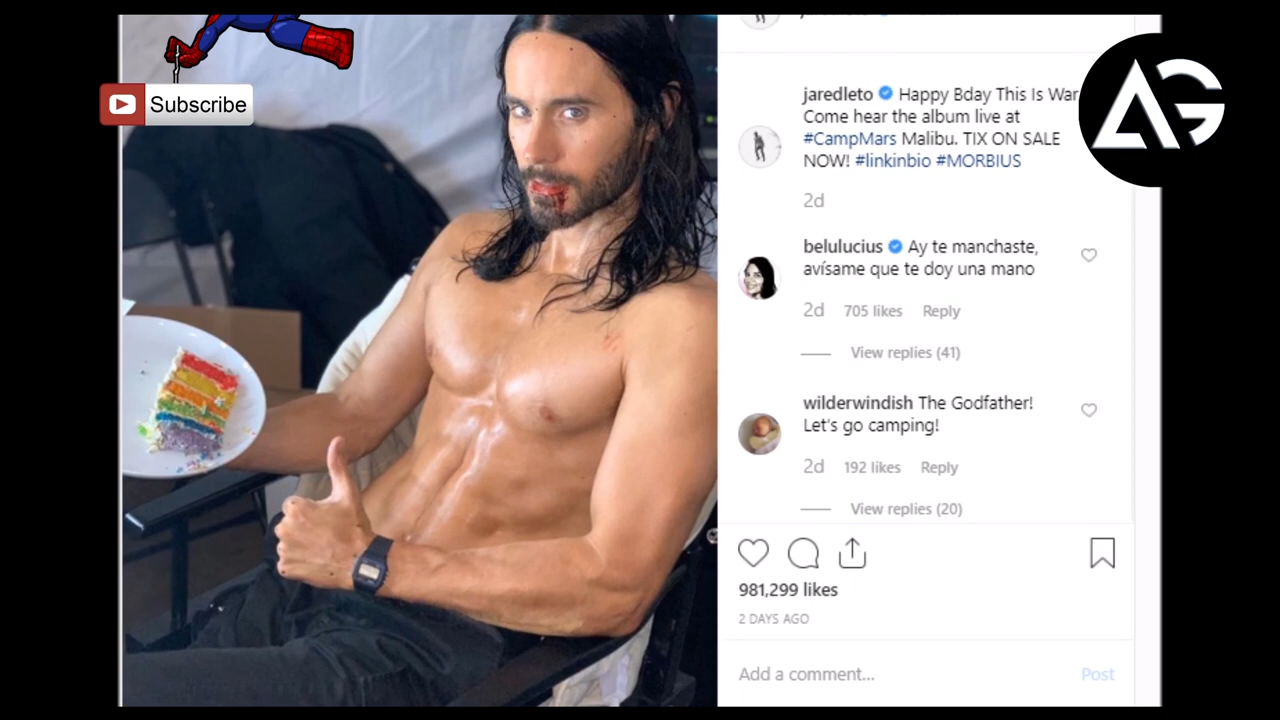 Subscribe
AG
jaredleto Happy Bday This Is War
Come hear the album live at
#CampMars Malibu. TIX ON SALE
NOW! #linkinbio #MORBIUS
2d
belulucius Ay te manchaste,
avísame que te doy una mano
2d 705 likes Reply
View replies (41)
wilderwindish The Godfather!
Let's go camping!
2d 192 likes Reply
View replies (20)
981,299 likes
2 DAYS AGO
Add a comment... Post